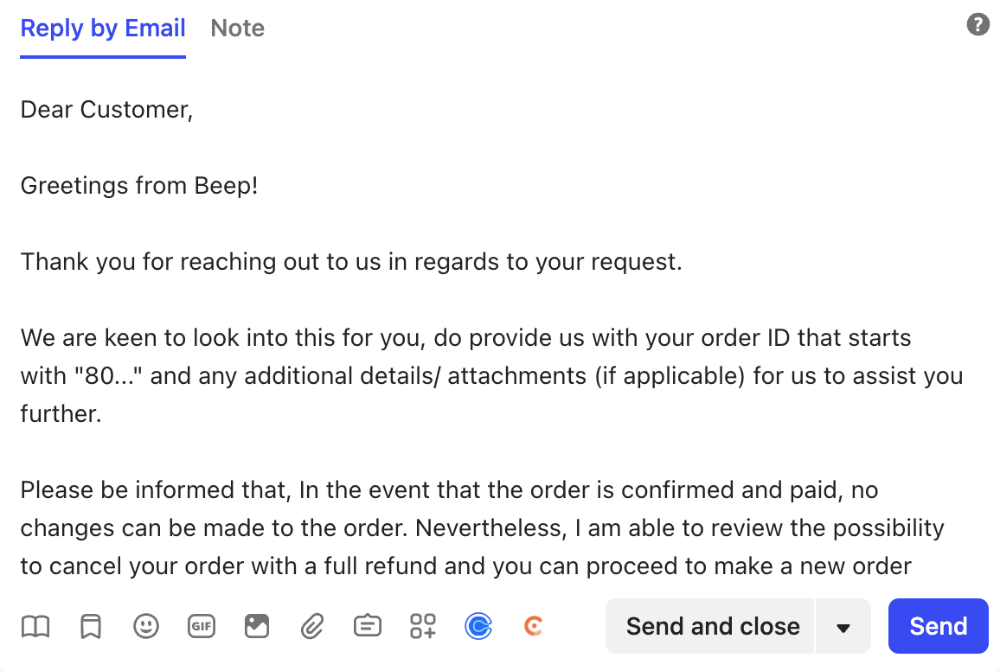 Reply by Email Note
?
Dear Customer,
Greetings from Beep!
Thank you for reaching out to us in regards to your request.
We are keen to look into this for you, do provide us with your order ID that starts
with "80..." and any additional details/ attachments (if applicable) for us to assist you
further.
Please be informed that, In the event that the order is confirmed and paid, no
changes can be made to the order. Nevertheless, I am able to review the possibility
to cancel your order with a full refund and you can proceed to make a new order
GIF
Send and close
Send